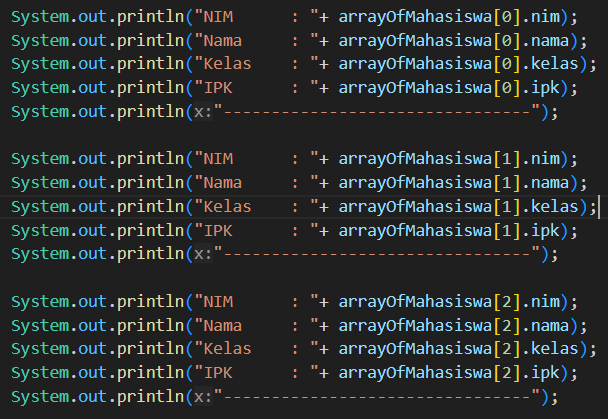 System.out.println("NIM      : "+ arrayOfMahasiswa[0].nim);
System.out.println("Nama     : "+ arrayOfMahasiswa[0].nama);
System.out.println("Kelas    : "+ arrayOfMahasiswa[0].kelas);
System.out.println("IPK      : "+ arrayOfMahasiswa[0].ipk);
System.out.println(x:"--------------------------------");
System.out.println("NIM      : "+ arrayOfMahasiswa[1].nim);
System.out.println("Nama     : "+ arrayOfMahasiswa[1].nama);
System.out.println("Kelas    : "+ arrayOfMahasiswa[1].kelas);
System.out.println("IPK      : "+ arrayOfMahasiswa[1].ipk);
System.out.println(x:"--------------------------------");
System.out.println("NIM      : "+ arrayOfMahasiswa[2].nim);
System.out.println("Nama     : "+ arrayOfMahasiswa[2].nama);
System.out.println("Kelas    : "+ arrayOfMahasiswa[2].kelas);
System.out.println("IPK      : "+ arrayOfMahasiswa[2].ipk);
System.out.println(x:"--------------------------------");